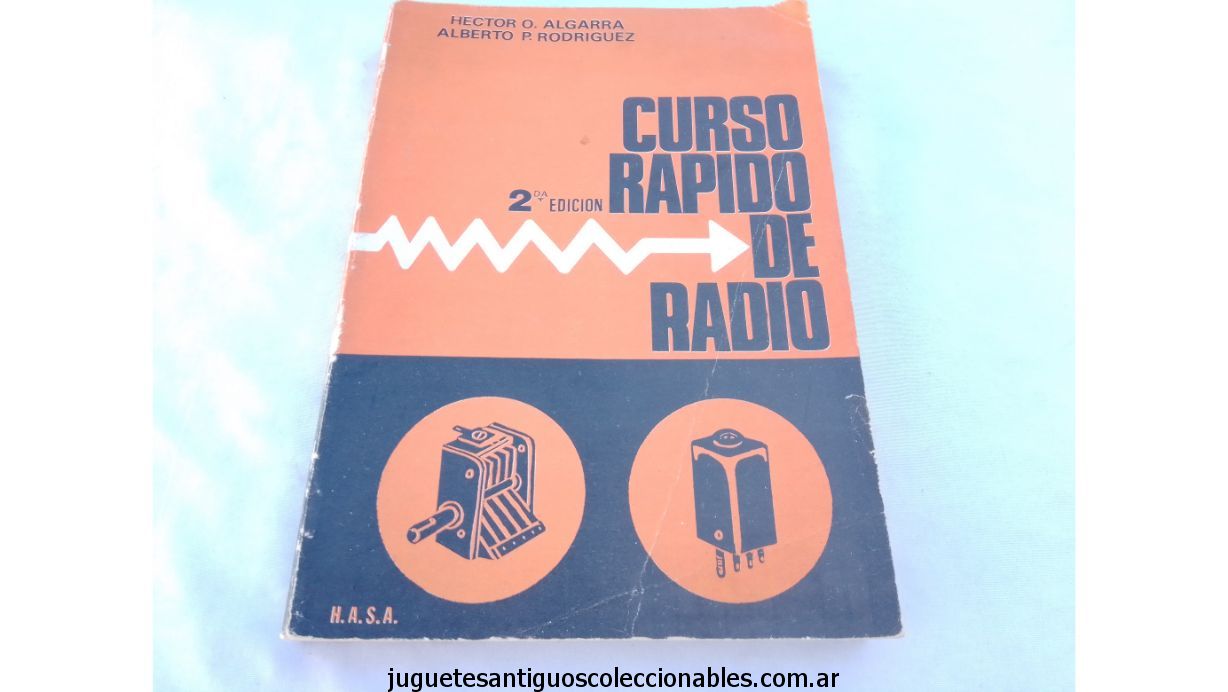 HECTOR O. ALGARRA
ALBERTO P. RODRIGUEZ
CURSO
2DA EDICION RAPIDO
DE
RADIO
H.A.S.A.
juguetesantiguoscoleccionables.com.ar